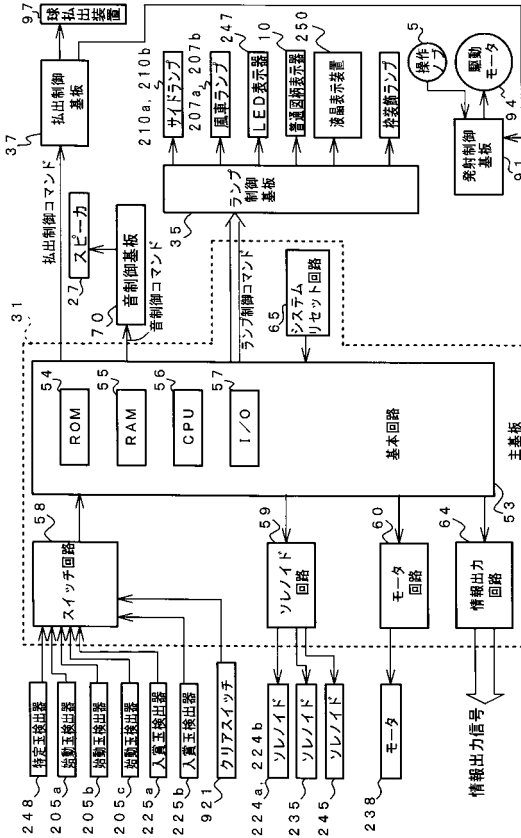 97
球払出装置
37
払出制御
基板
払出制御コマンド
27
スピーカ
70
音制御基板
音制御コマンド
31
54
ROM
55
RAM
56
CPU
57
I/O
基本回路
53
主基板
58
スイッチ回路
248
特定玉検出器
205a
始動玉検出器
205b
始動玉検出器
205c
始動玉検出器
225a
入賞玉検出器
225b
入賞玉検出器
921
クリアスイッチ
59
ソレノイド
回路
224a, 224b
ソレノイド
235
ソレノイド
245
ソレノイド
60
モータ
回路
238
モータ
64
情報出力
回路
情報出力信号
65
システム
リセット回路
ランプ制御コマンド
35
ランプ
制御基板
210a. 210b
サイドランプ
207a, 207b
風車ランプ
247
LED表示器
10
普通図柄表示器
250
液晶表示装置
枠装飾ランプ
5
操作
ノブ
駆動
モータ
94
発射制御
基板
91